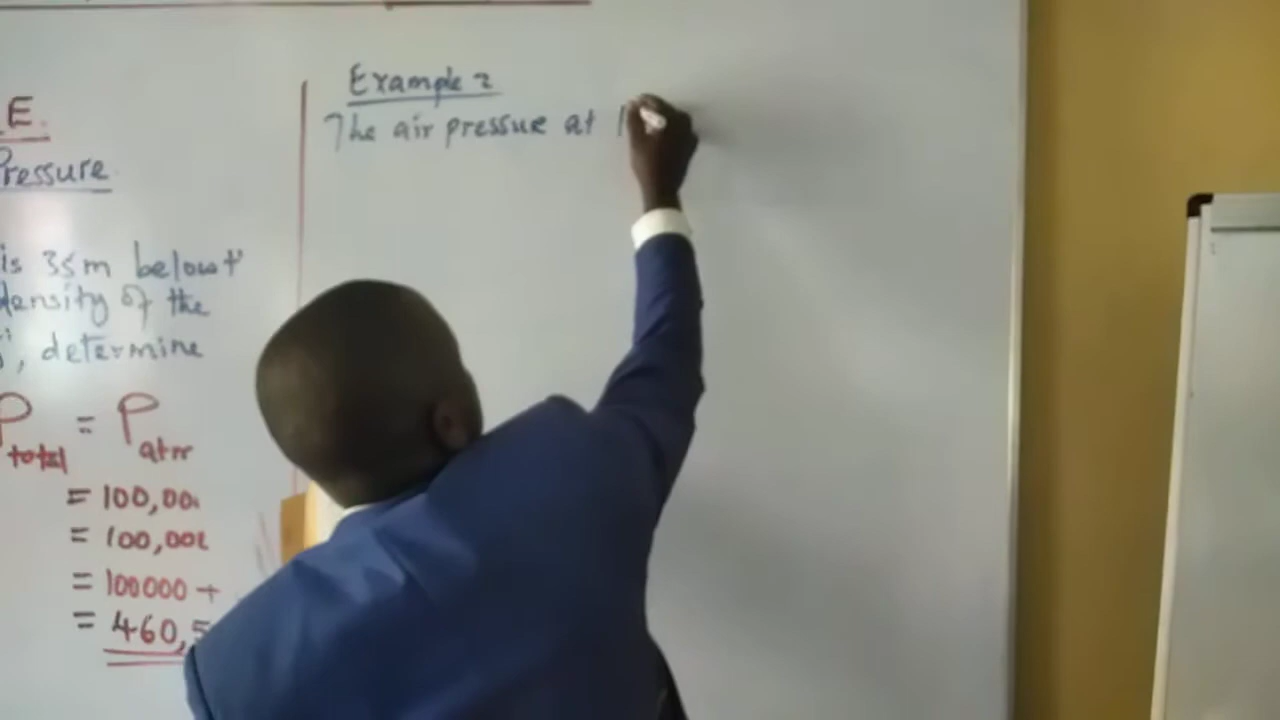 E.
Pressure
is 35m below
density of the
, determine
P total = P atm
= 100,00
= 100,00
= 100000 +
= 460,5
Example 2
The air pressure at